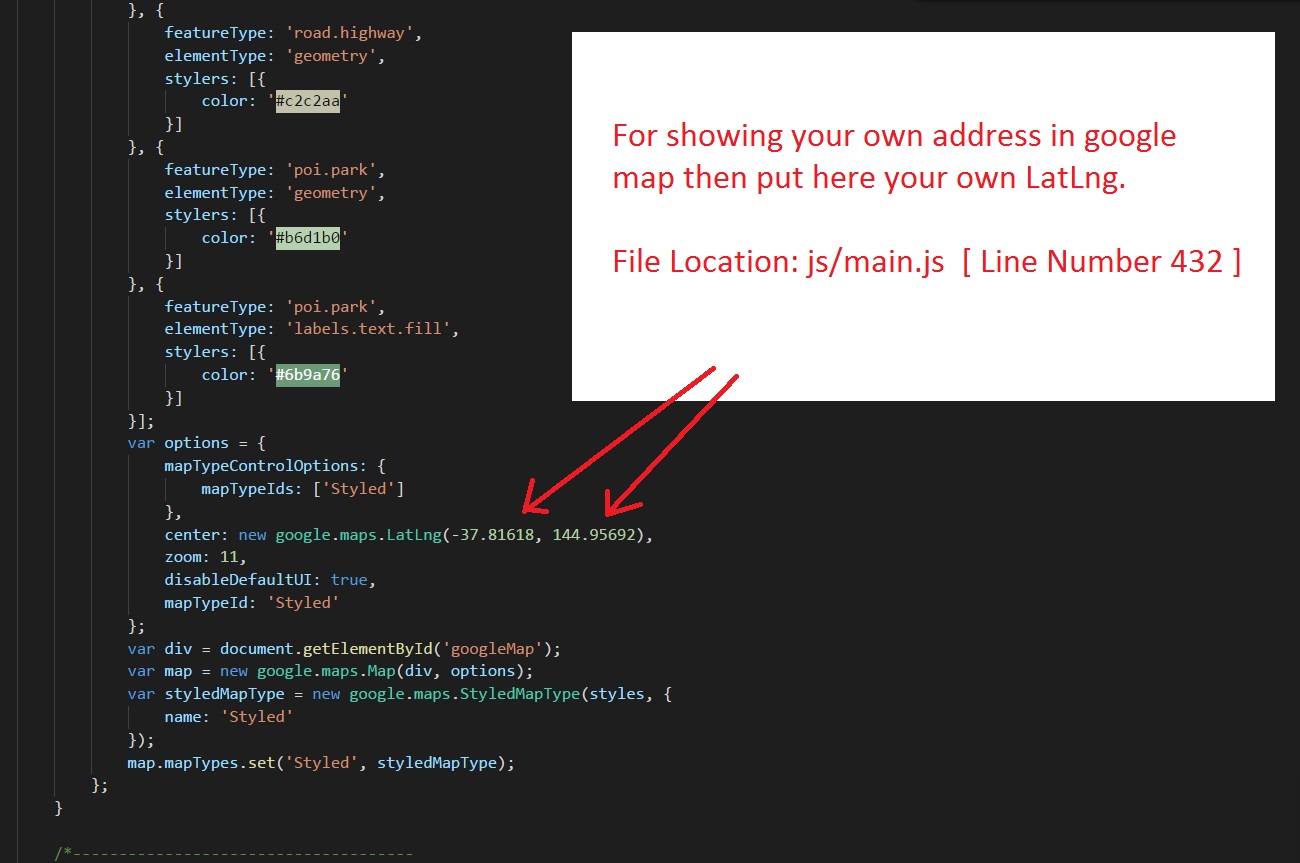 }, {
featureType: 'road.highway',
elementType: 'geometry',
stylers: [{
color: '#c2c2aa'
}]
}, {
featureType: 'poi.park',
elementType: 'geometry',
stylers: [{
color: '#b6d1b0'
}]
}, {
featureType: 'poi.park',
elementType: 'labels.text.fill',
stylers: [{
color: '#6b9a76'
}]
}];
var options = {
mapTypeControlOptions: {
mapTypeIds: ['Styled']
},
center: new google.maps.LatLng(-37.81618, 144.95692),
zoom: 11,
disableDefaultUI: true,
mapTypeId: 'Styled'
};
var div = document.getElementById('googleMap');
var map = new google.maps.Map(div, options);
var styledMapType = new google.maps.StyledMapType(styles, {
name: 'Styled'
});
map.mapTypes.set('Styled', styledMapType);
};
}
/*-------------------------------------
For showing your own address in google
map then put here your own LatLng.
File Location: js/main.js [ Line Number 432 ]